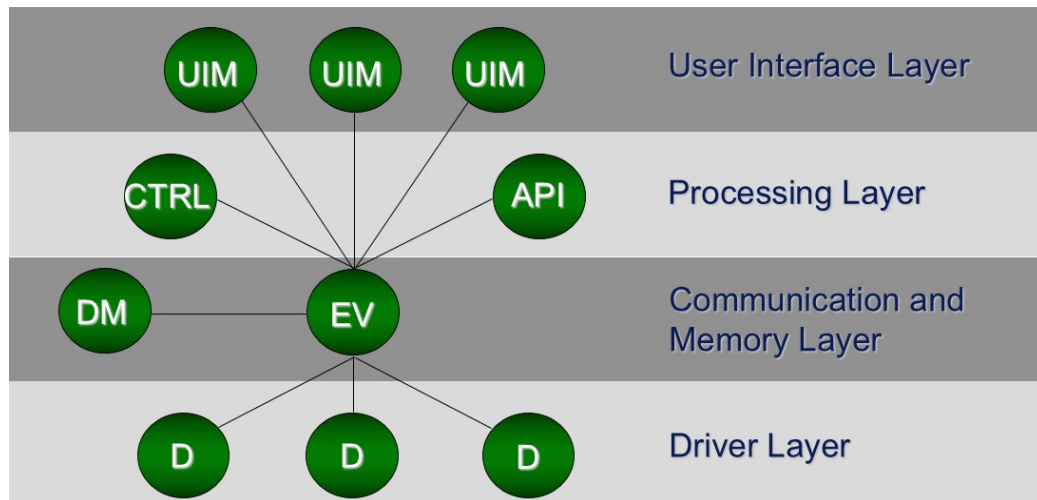 UIM UIM UIM User Interface Layer
CTRL API Processing Layer
DM EV Communication and
Memory Layer
D D D Driver Layer